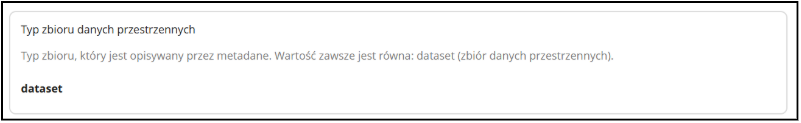 Typ zbioru danych przestrzennych
Typ zbioru, który jest opisywany przez metadane. Wartość zawsze jest równa: dataset (zbiór danych przestrzennych).
dataset